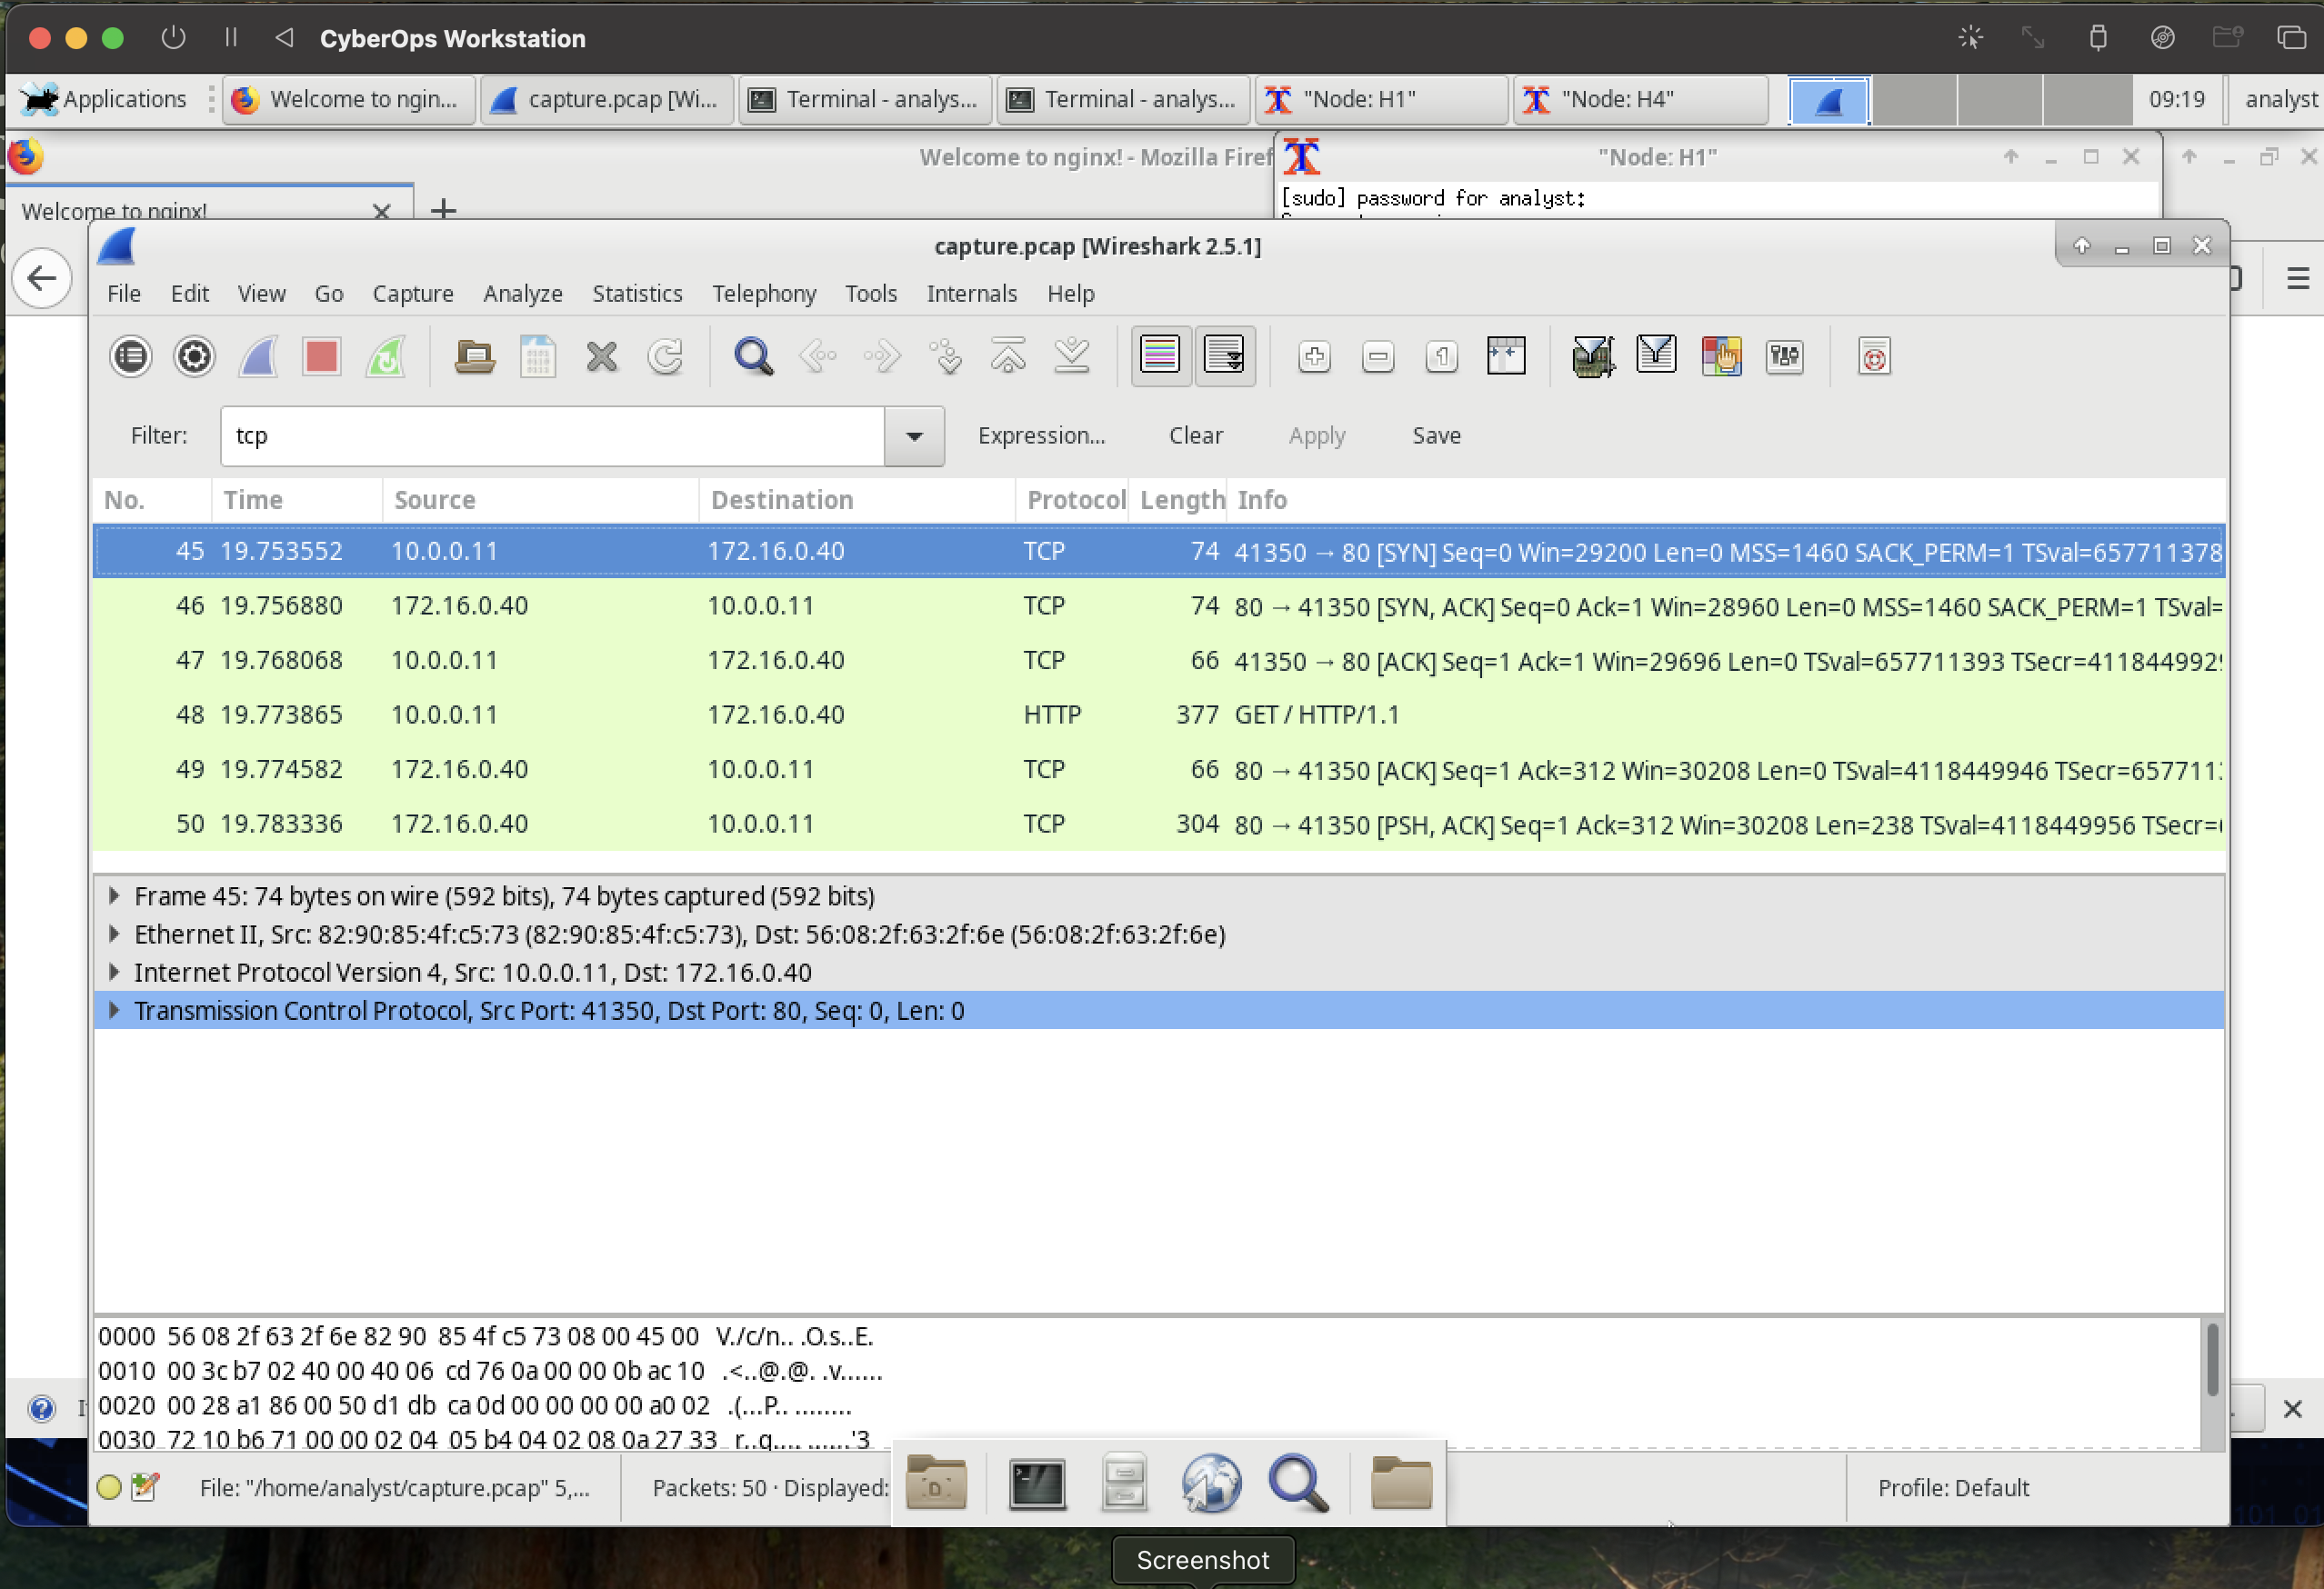 CyberOps Workstation
Applications Welcome to ngin... capture.pcap [Wi... Terminal - analys... Terminal - analys... "Node: H1" "Node: H4" 09:19 analyst
Welcome to nginx! - Mozilla Firef
"Node: H1"
Welcome to nginx!
[sudo] password for analyst:
capture.pcap [Wireshark 2.5.1]
File Edit View Go Capture Analyze Statistics Telephony Tools Internals Help
Filter: tcp Expression... Clear Apply Save
No. Time Source Destination Protocol Length Info
45 19.753552 10.0.0.11 172.16.0.40 TCP 74 41350 → 80 [SYN] Seq=0 Win=29200 Len=0 MSS=1460 SACK_PERM=1 TSval=657711378
46 19.756880 172.16.0.40 10.0.0.11 TCP 74 80 → 41350 [SYN, ACK] Seq=0 Ack=1 Win=28960 Len=0 MSS=1460 SACK_PERM=1 TSval=
47 19.768068 10.0.0.11 172.16.0.40 TCP 66 41350 → 80 [ACK] Seq=1 Ack=1 Win=29696 Len=0 TSval=657711393 TSecr=411844992
48 19.773865 10.0.0.11 172.16.0.40 HTTP 377 GET / HTTP/1.1
49 19.774582 172.16.0.40 10.0.0.11 TCP 66 80 → 41350 [ACK] Seq=1 Ack=312 Win=30208 Len=0 TSval=4118449946 TSecr=657711
50 19.783336 172.16.0.40 10.0.0.11 TCP 304 80 → 41350 [PSH, ACK] Seq=1 Ack=312 Win=30208 Len=238 TSval=4118449956 TSecr=
Frame 45: 74 bytes on wire (592 bits), 74 bytes captured (592 bits)
Ethernet II, Src: 82:90:85:4f:c5:73 (82:90:85:4f:c5:73), Dst: 56:08:2f:63:2f:6e (56:08:2f:63:2f:6e)
Internet Protocol Version 4, Src: 10.0.0.11, Dst: 172.16.0.40
Transmission Control Protocol, Src Port: 41350, Dst Port: 80, Seq: 0, Len: 0
0000 56 08 2f 63 2f 6e 82 90 85 4f c5 73 08 00 45 00 V./c/n.. .O.s..E.
0010 00 3c b7 02 40 00 40 06 cd 76 0a 00 00 0b ac 10 .<..@.@. .v......
0020 00 28 a1 86 00 50 d1 db ca 0d 00 00 00 00 a0 02 .(...P.. ........
0030 72 10 b6 71 00 00 02 04 05 b4 04 02 08 0a 27 33 r..q.... ......'3
File: "/home/analyst/capture.pcap" 5,... Packets: 50 · Displayed: Profile: Default
Screenshot